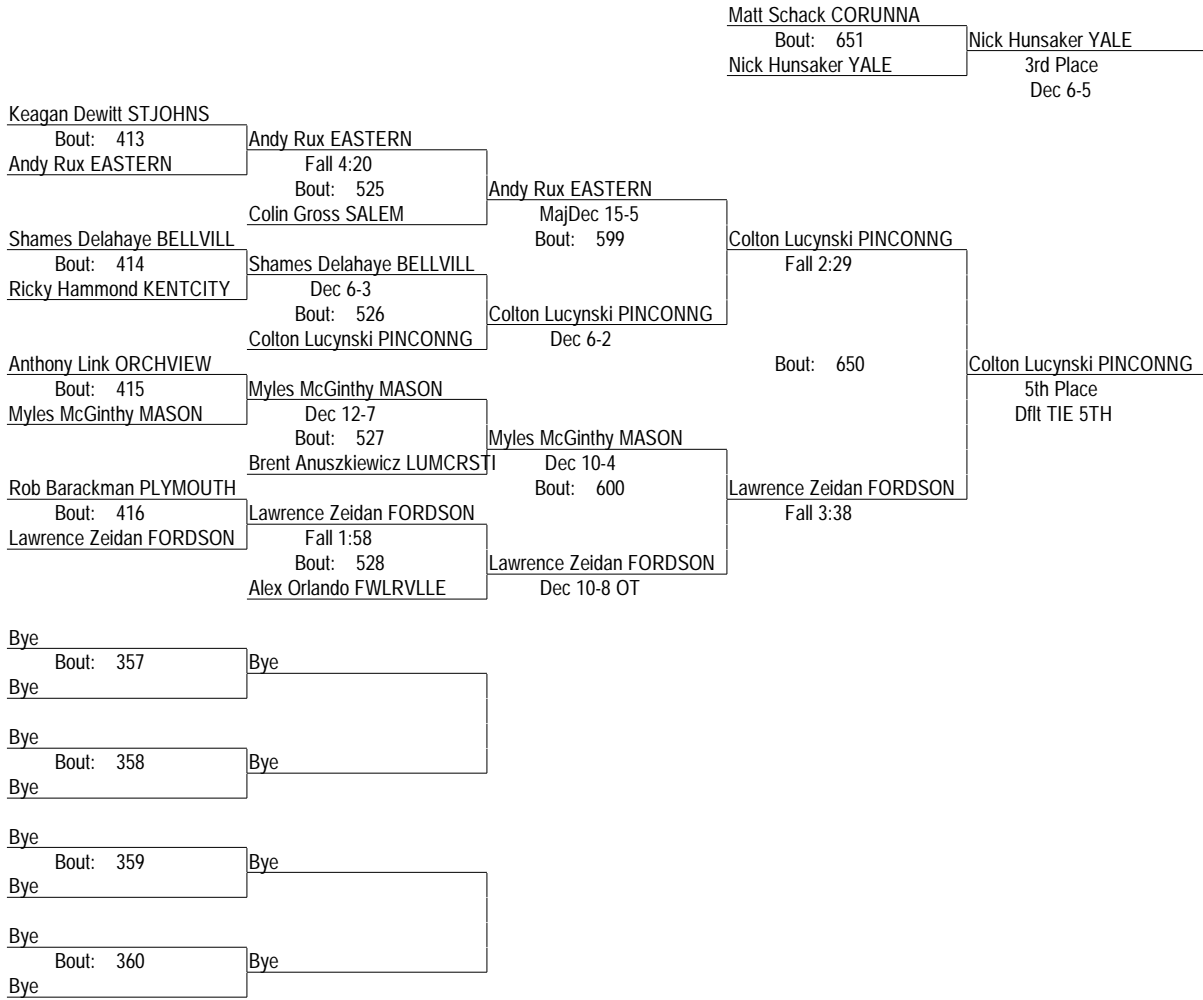 Matt Schack CORUNNA
Bout: 651
Nick Hunsaker YALE
Nick Hunsaker YALE
3rd Place
Dec 6-5
Keagan Dewitt STJOHNS
Bout: 413
Andy Rux EASTERN
Andy Rux EASTERN
Fall 4:20
Bout: 525
Colin Gross SALEM
Andy Rux EASTERN
MajDec 15-5
Bout: 599
Shames Delahaye BELLVILL
Bout: 414
Ricky Hammond KENTCITY
Shames Delahaye BELLVILL
Dec 6-3
Bout: 526
Colton Lucynski PINCONNG
Colton Lucynski PINCONNG
Dec 6-2
Colton Lucynski PINCONNG
Fall 2:29
Anthony Link ORCHVIEW
Bout: 415
Myles McGinthy MASON
Myles McGinthy MASON
Dec 12-7
Bout: 527
Brent Anuszkiewicz LUMCRSTI
Myles McGinthy MASON
Dec 10-4
Bout: 600
Bout: 650
Colton Lucynski PINCONNG
5th Place
Dflt TIE 5TH
Rob Barackman PLYMOUTH
Bout: 416
Lawrence Zeidan FORDSON
Lawrence Zeidan FORDSON
Fall 1:58
Bout: 528
Alex Orlando FWLRVLLE
Lawrence Zeidan FORDSON
Dec 10-8 OT
Lawrence Zeidan FORDSON
Fall 3:38
Bye
Bout: 357
Bye
Bye
Bye
Bout: 358
Bye
Bye
Bye
Bout: 359
Bye
Bye
Bye
Bout: 360
Bye
Bye